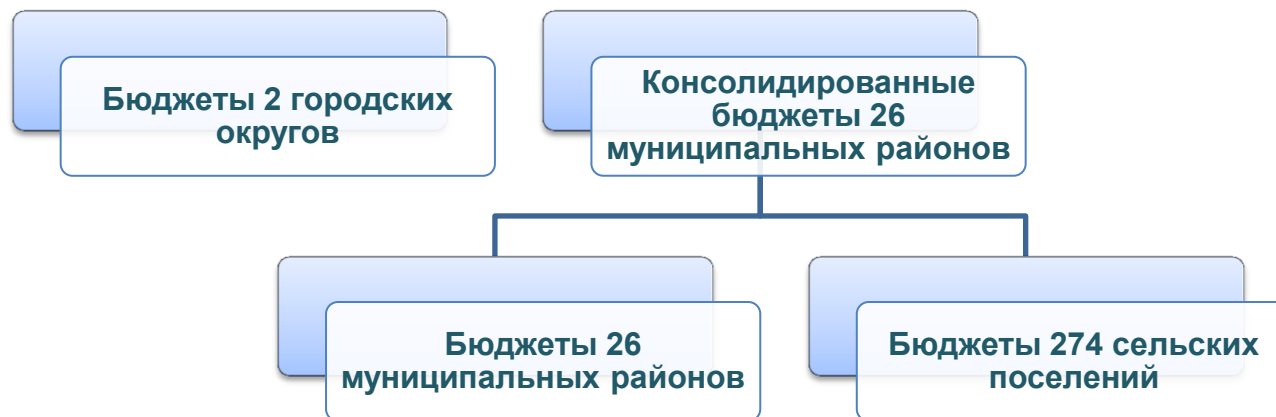 Бюджеты 2 городских
округов
Консолидированные
бюджеты 26
муниципальных районов
Бюджеты 26
муниципальных районов
Бюджеты 274 сельских
поселений